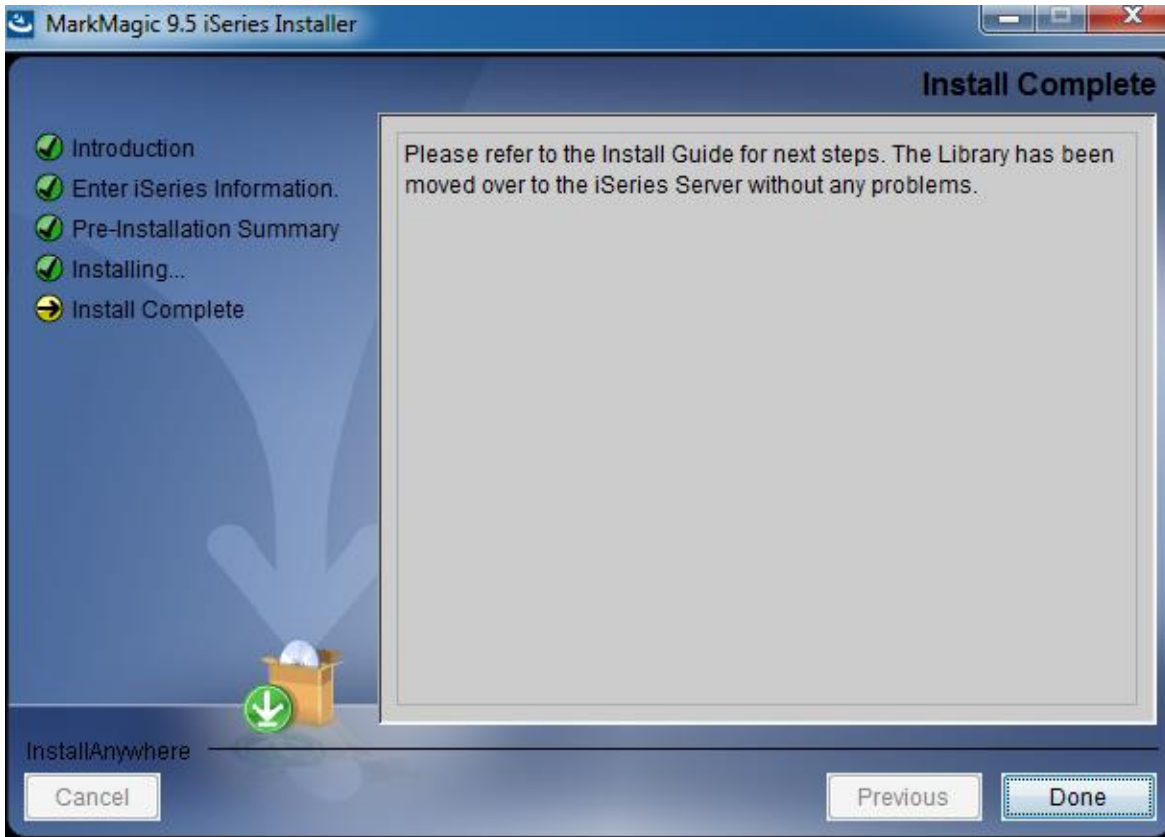 MarkMagic 9.5 iSeries Installer
Install Complete
Introduction
Enter iSeries Information.
Pre-Installation Summary
Installing...
Install Complete
Please refer to the Install Guide for next steps. The Library has been
moved over to the iSeries Server without any problems.
InstallAnywhere
Cancel
Previous
Done